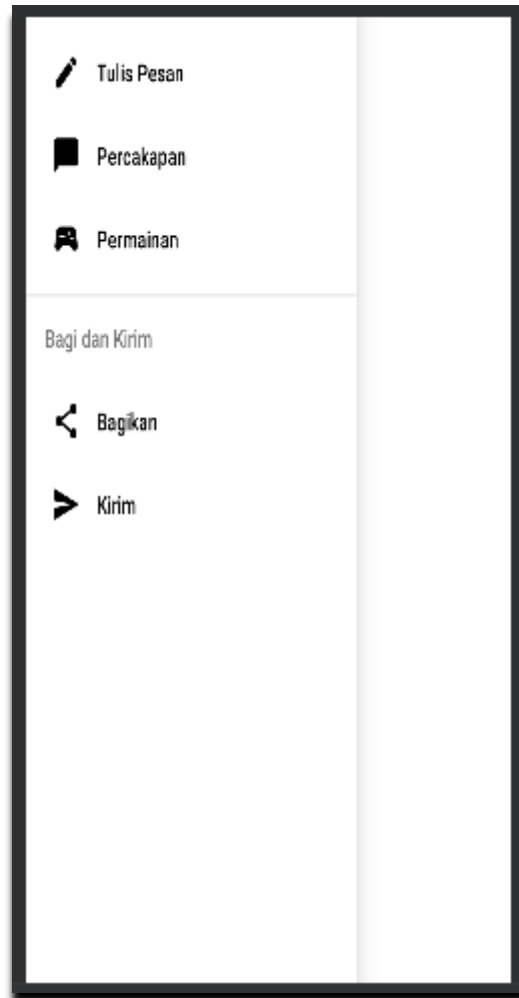 Tulis Pesan
Percakapan
Permainan
Bagi dan Kirim
Bagikan
Kirim